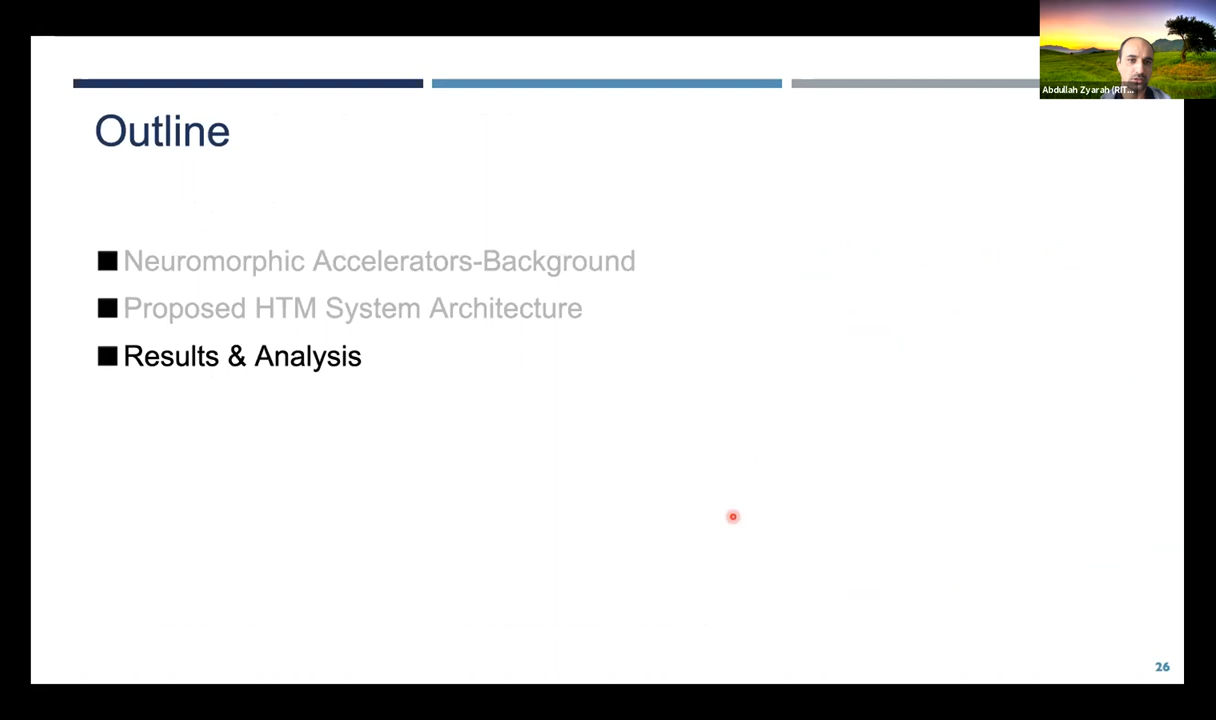 Abdullah Zyarah (RIT...
Outline
Neuromorphic Accelerators-Background
Proposed HTM System Architecture
Results & Analysis
26